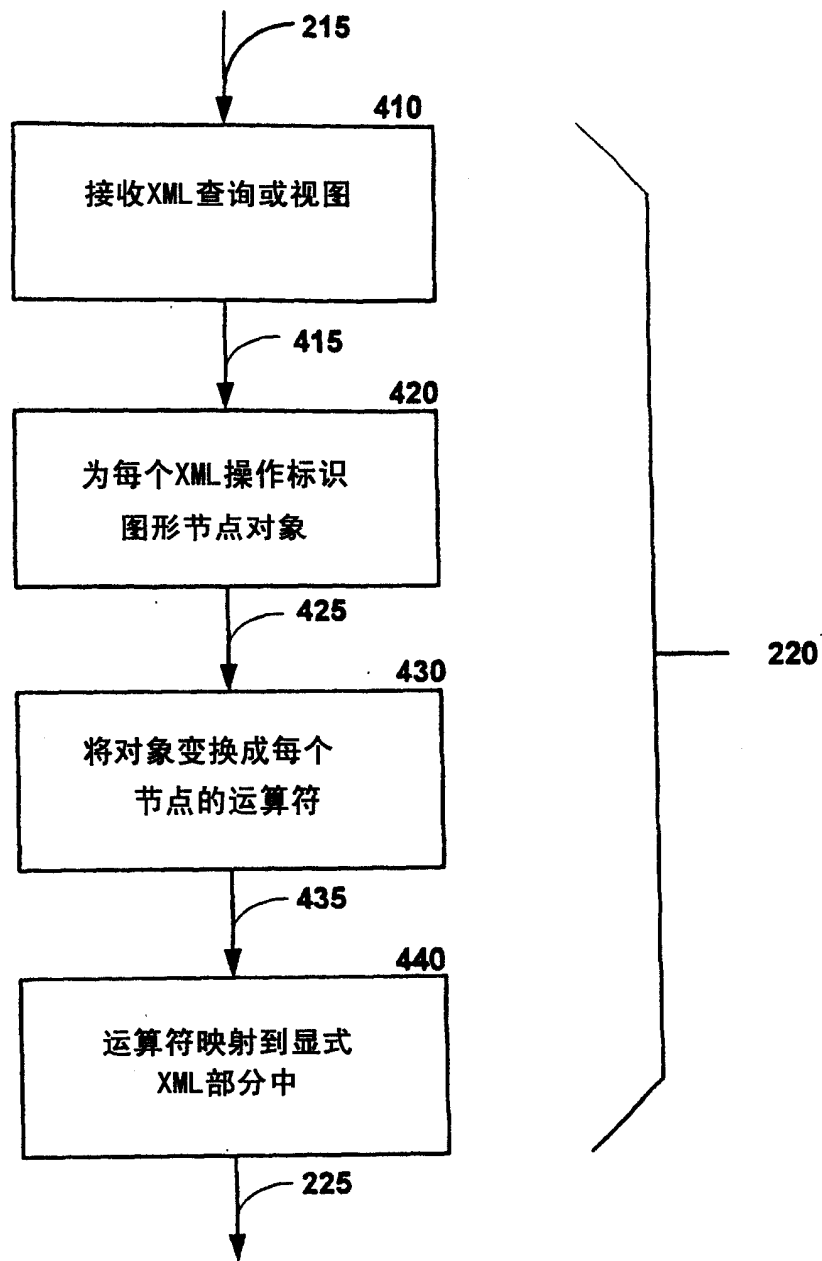 215
410
接收XML查询或视图
415
420
为每个XML操作标识
图形节点对象
425
220
430
将对象变换成每个
节点的运算符
435
440
运算符映射到显式
XML部分中
225